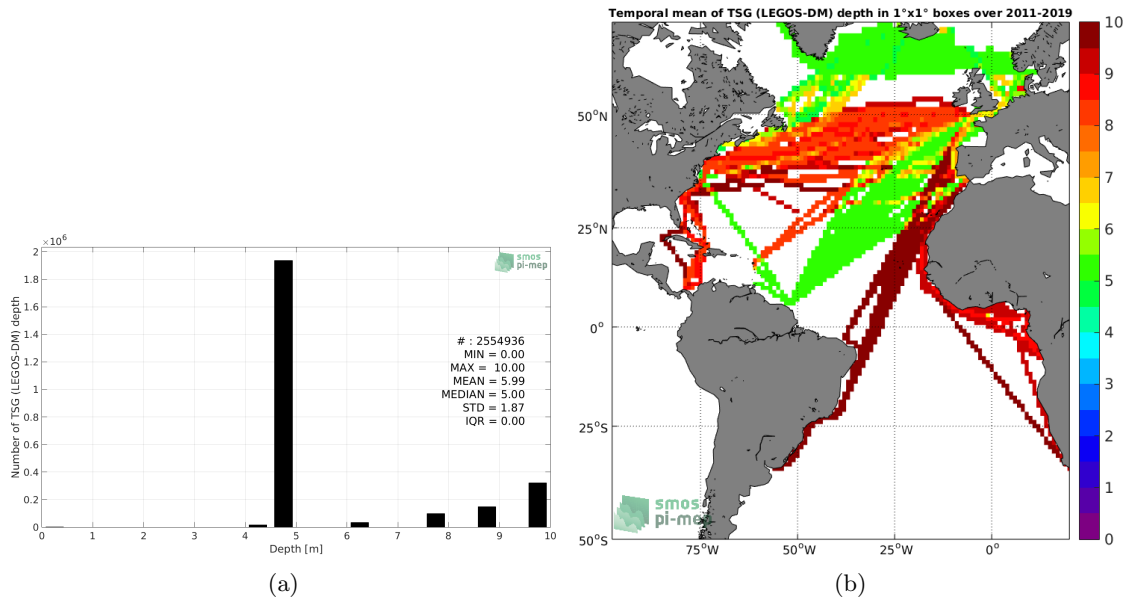 ×10⁶
2
1.8
1.6
1.4
1.2
1
0.8
0.6
0.4
0.2
0
Number of TSG (LEGOS-DM) depth
smos
pi-mep
# : 2554936
MIN = 0.00
MAX = 10.00
MEAN = 5.99
MEDIAN = 5.00
STD = 1.87
IQR = 0.00
0 1 2 3 4 5 6 7 8 9 10
Depth [m]
(a)
Temporal mean of TSG (LEGOS-DM) depth in 1°x1° boxes over 2011-2019
50°N
25°N
0°
25°S
50°S
75°W 50°W 25°W 0°
smos
pi-mep
10
9
8
7
6
5
4
3
2
1
0
(b)